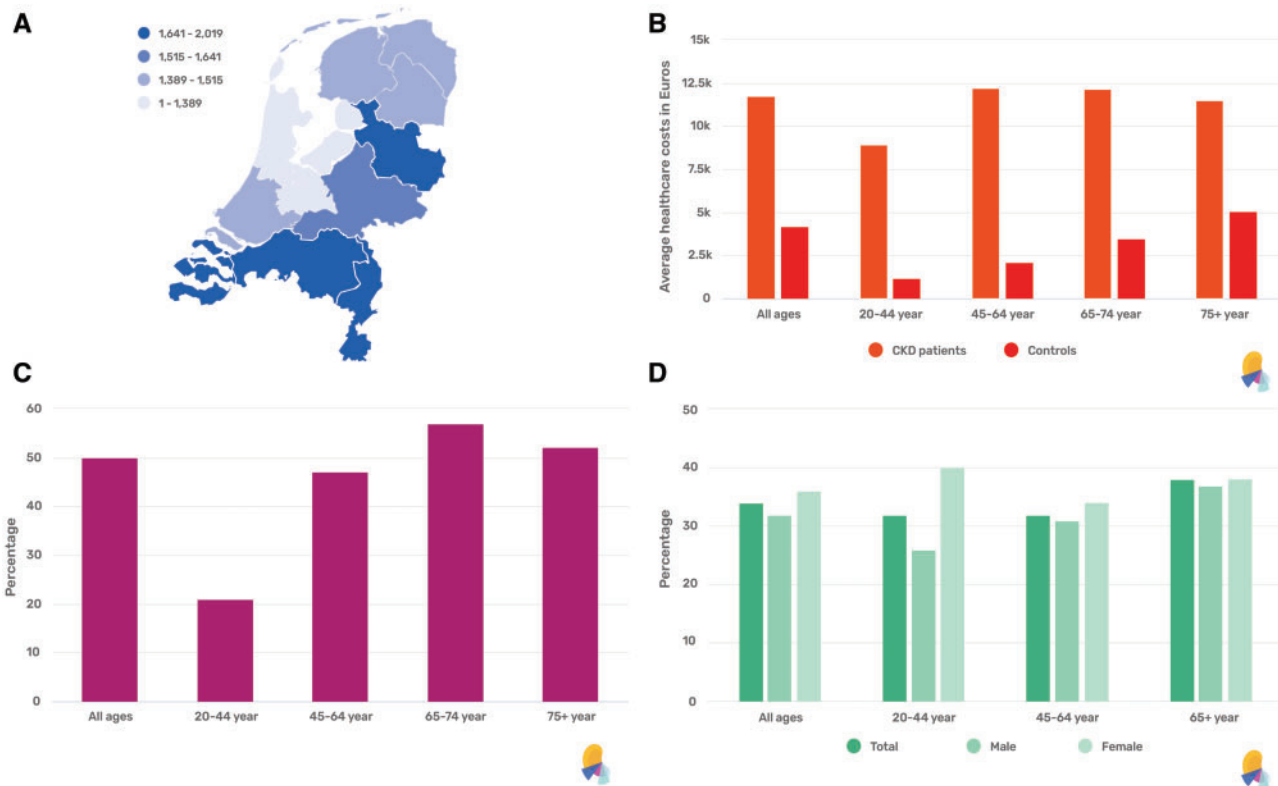 A
1,641 - 2,019
1,515 - 1,641
1,389 - 1,515
1 - 1,389
B
Average healthcare costs in Euros
15k
12.5k
10k
7.5k
5k
2.5k
0
All ages 20-44 year 45-64 year 65-74 year 75+ year
CKD patients Controls
C
Percentage
60
50
40
30
20
10
0
All ages 20-44 year 45-64 year 65-74 year 75+ year
D
Percentage
50
40
30
20
10
0
All ages 20-44 year 45-64 year 65+ year
Total Male Female